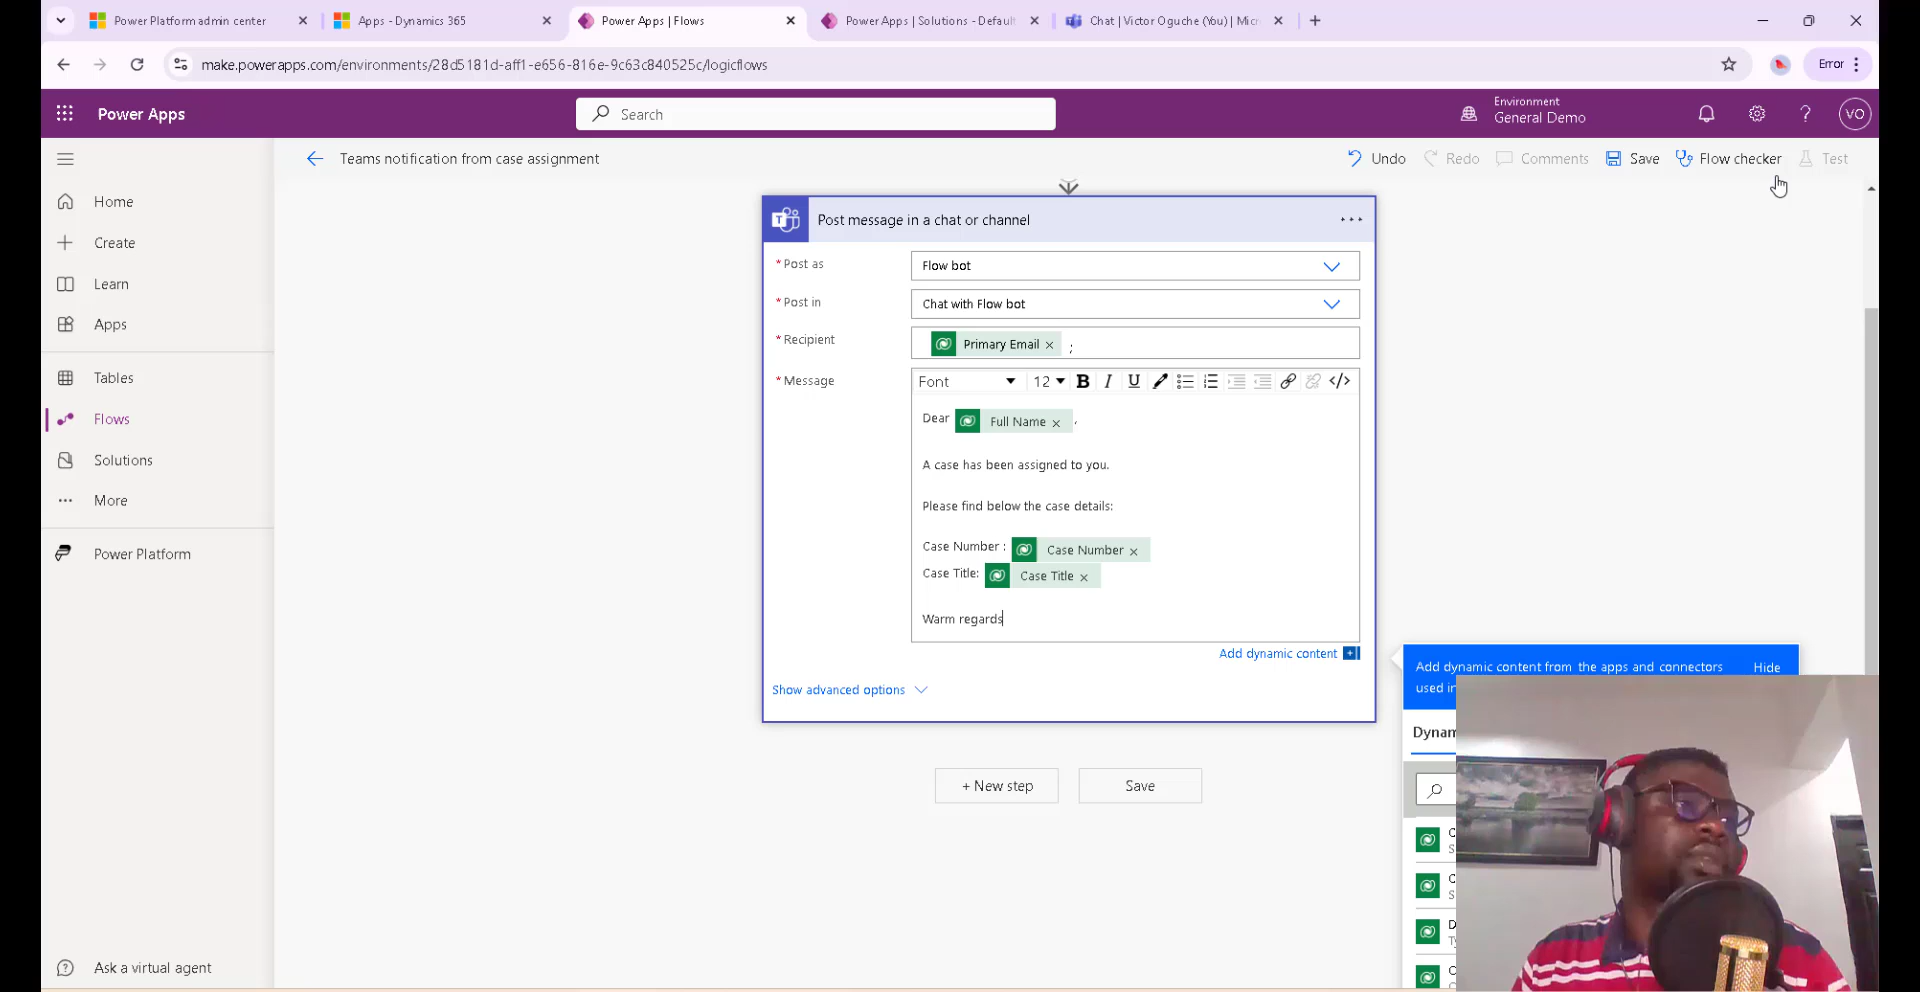 Power Platform admin center
Apps - Dynamics 365
Power Apps | Flows
Power Apps | Solutions - Default
Chat | Victor Oguche (You) | Micr
make.powerapps.com/environments/28d5181d-aff1-e656-816e-9c63c840525c/logicflows
Error
Power Apps
Search
Environment
General Demo
VO
Teams notification from case assignment
Undo
Redo
Comments
Save
Flow checker
Test
Home
Create
Learn
Apps
Tables
Flows
Solutions
More
Power Platform
Ask a virtual agent
Post message in a chat or channel
* Post as
Flow bot
* Post in
Chat with Flow bot
* Recipient
Primary Email ;
* Message
Font 12 B I U </>
Dear Full Name ,
A case has been assigned to you.
Please find below the case details:
Case Number : Case Number
Case Title: Case Title
Warm regards
Add dynamic content
Show advanced options
+ New step
Save
Add dynamic content from the apps and connectors
used in
Hide
Dynam